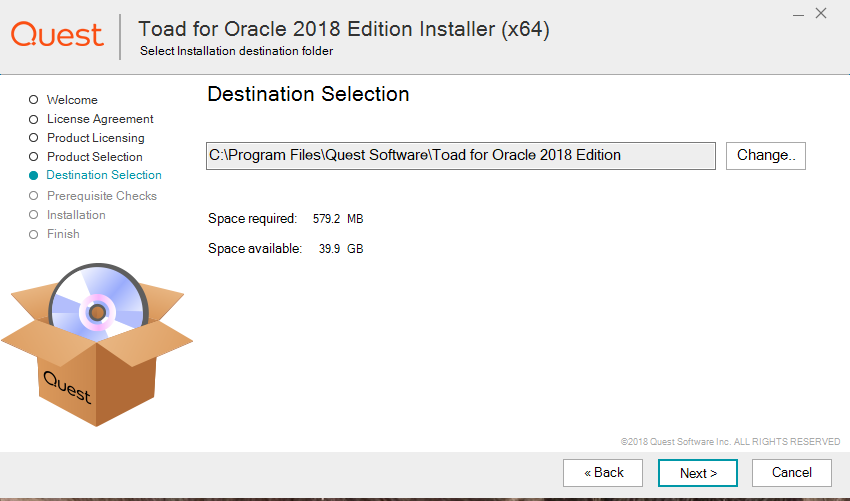 Quest
Toad for Oracle 2018 Edition Installer (x64)
Select Installation destination folder
Welcome
License Agreement
Product Licensing
Product Selection
Destination Selection
Prerequisite Checks
Installation
Finish
Quest
Destination Selection
C:\Program Files\Quest Software\Toad for Oracle 2018 Edition
Change..
Space required: 579.2 MB
Space available: 39.9 GB
©2018 Quest Software Inc. ALL RIGHTS RESERVED
« Back
Next >
Cancel